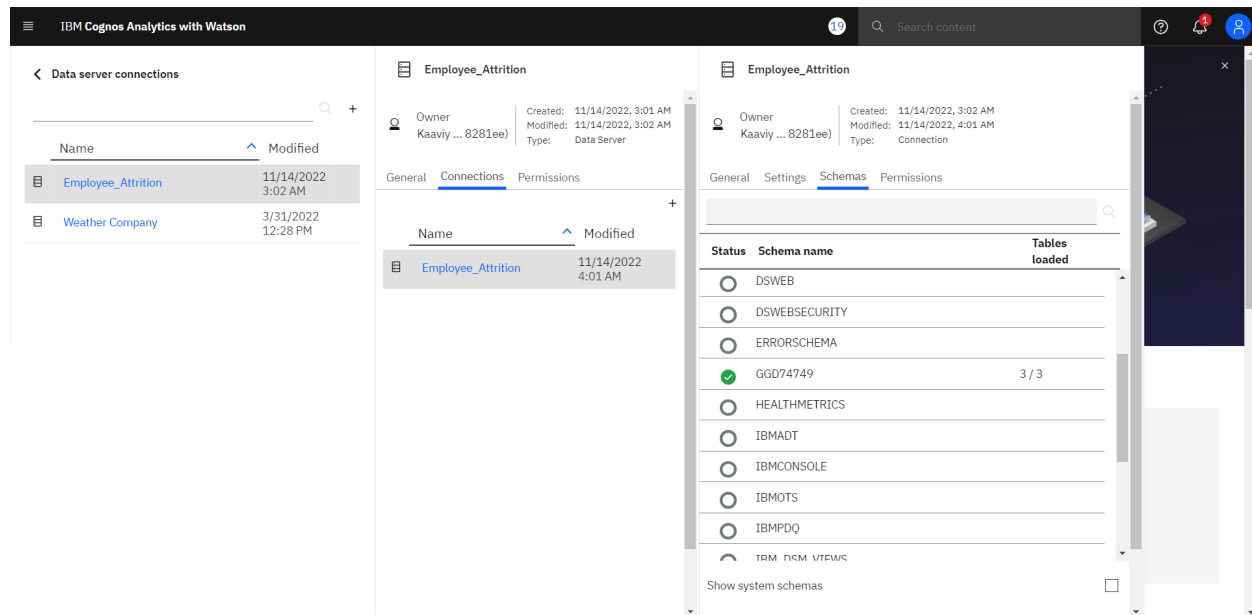 IBM Cognos Analytics with Watson
19
Search content
1
Data server connections
Name Modified
Employee_Attrition 11/14/2022
3:02 AM
Weather Company 3/31/2022
12:28 PM
Employee_Attrition
Owner
Kaaviy ... 8281ee)
Created: 11/14/2022, 3:01 AM
Modified: 11/14/2022, 3:02 AM
Type: Data Server
General Connections Permissions
+
Name Modified
Employee_Attrition 11/14/2022
4:01 AM
Employee_Attrition
Owner
Kaaviy ... 8281ee)
Created: 11/14/2022, 3:02 AM
Modified: 11/14/2022, 4:01 AM
Type: Connection
General Settings Schemas Permissions
Status Schema name Tables
loaded
DSWEB
DSWEBSECURITY
ERRORSCHEMA
GGD74749 3 / 3
HEALTHMETRICS
IBMADT
IBMCONSOLE
IBMOTS
IBMPDQ
IBM_DSM_VIEWS
Show system schemas